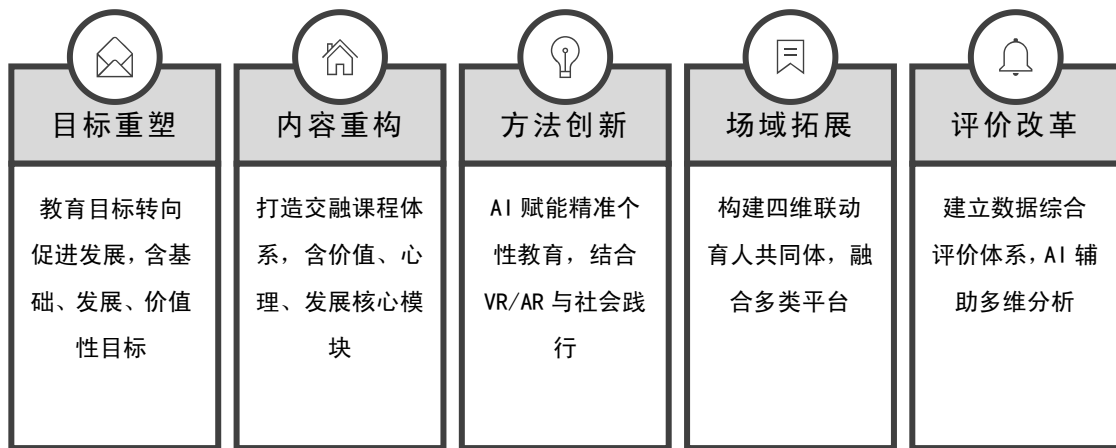 目标重塑
教育目标转向
促进发展，含基
础、发展、价值
性目标
内容重构
打造交融课程体
系，含价值、心
理、发展核心模
块
方法创新
AI 赋能精准个
性教育，结合
VR/AR 与社会践
行
场域拓展
构建四维联动
育人共同体，融
合多类平台
评价改革
建立数据综合
评价体系，AI 辅
助多维分析